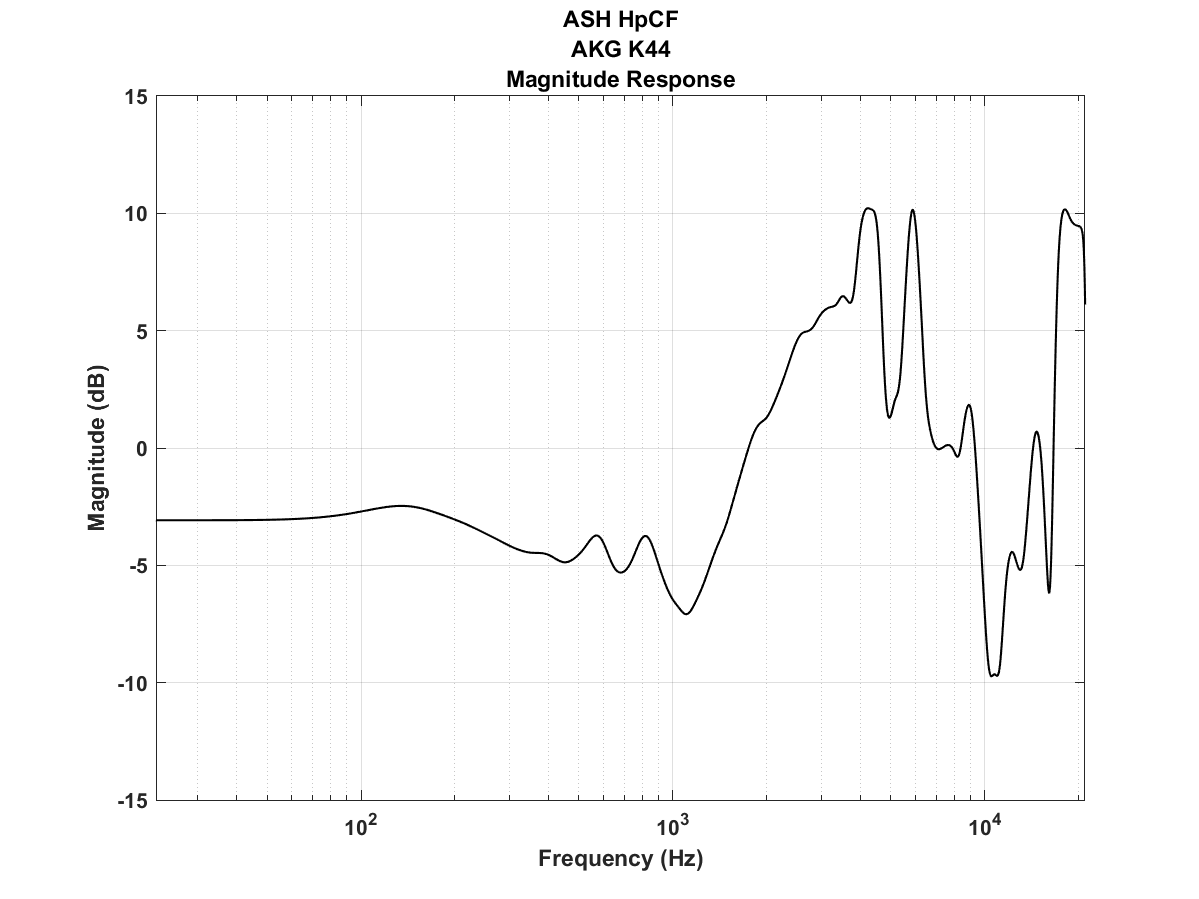 ASH HpCF
AKG K44
Magnitude Response
15
10
5
0
-5
-10
-15
Magnitude (dB)
10² 10³ 10⁴
Frequency (Hz)